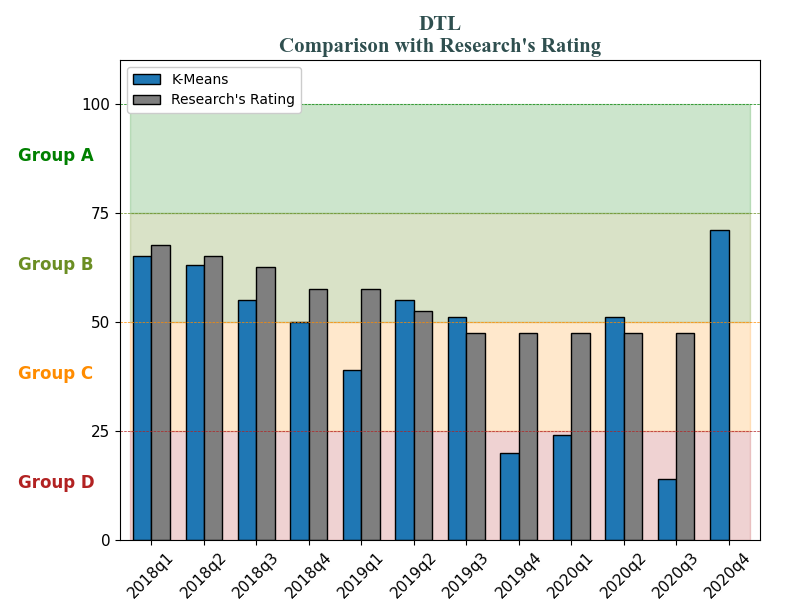 DTL
Comparison with Research's Rating
K-Means
Research's Rating
100
Group A
75
Group B
50
Group C
25
Group D
0
2018q1
2018q2
2018q3
2018q4
2019q1
2019q2
2019q3
2019q4
2020q1
2020q2
2020q3
2020q4